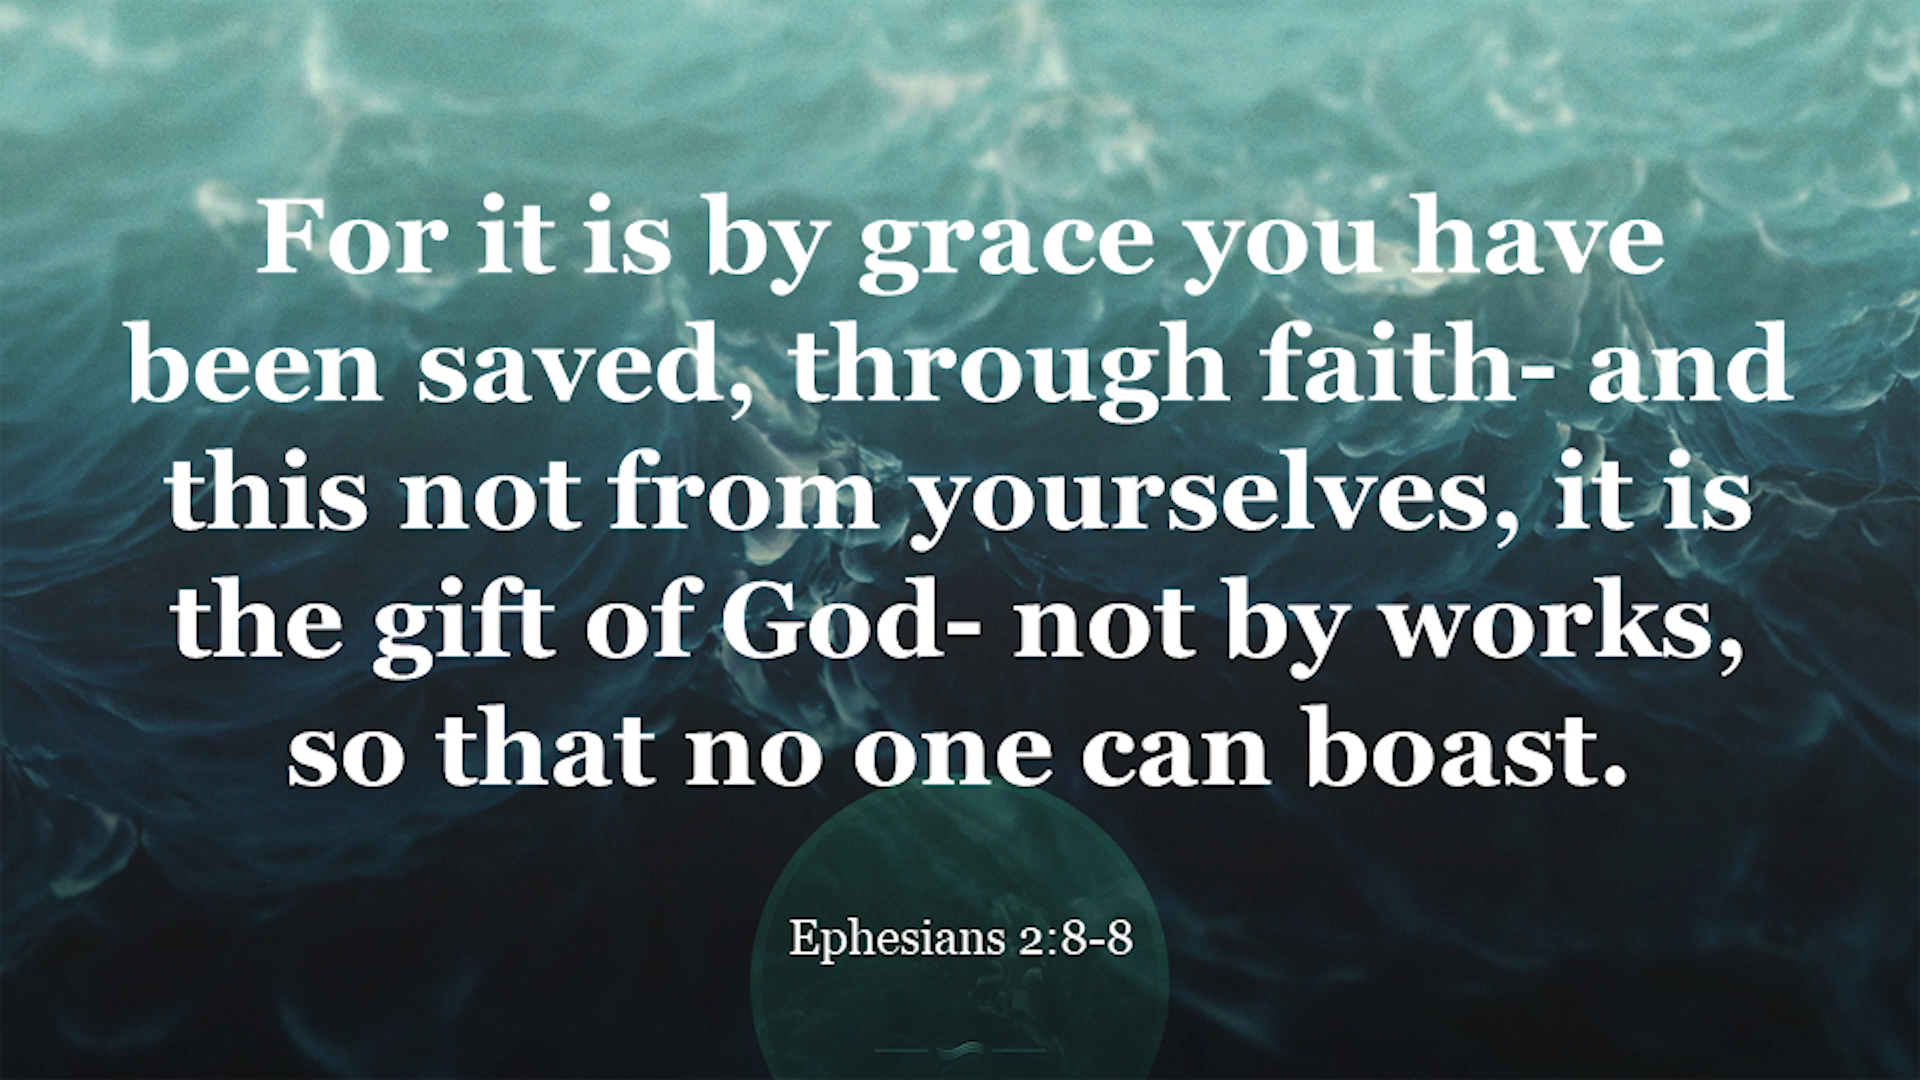 For it is by grace you have
been saved, through faith- and
this not from yourselves, it is
the gift of God- not by works,
so that no one can boast.
Ephesians 2:8-8